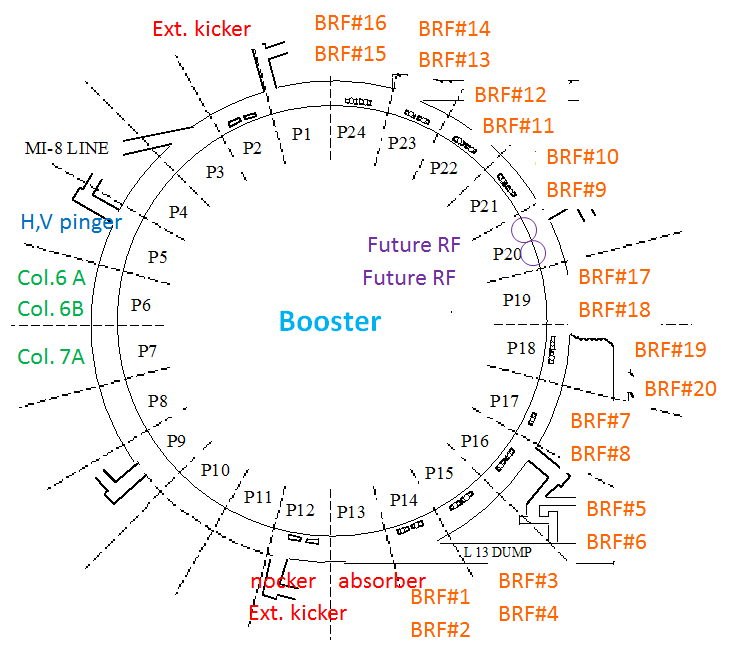 Ext. kicker
BRF#16
BRF#15
BRF#14
BRF#13
BRF#12
BRF#11
BRF#10
BRF#9
MI-8 LINE
P1
P24
P2
P23
P3
P22
P4
P21
H,V pinger
P5
Future RF
P20
Future RF
Col.6 A
Col. 6B
P6
P19
BRF#17
BRF#18
Booster
Col. 7A
P7
P18
BRF#19
BRF#20
P8
P17
BRF#7
BRF#8
P9
P16
P10
P15
P11
P14
P12
P13
BRF#5
BRF#6
L 13 DUMP
nocker
absorber
Ext. kicker
BRF#3
BRF#4
BRF#1
BRF#2